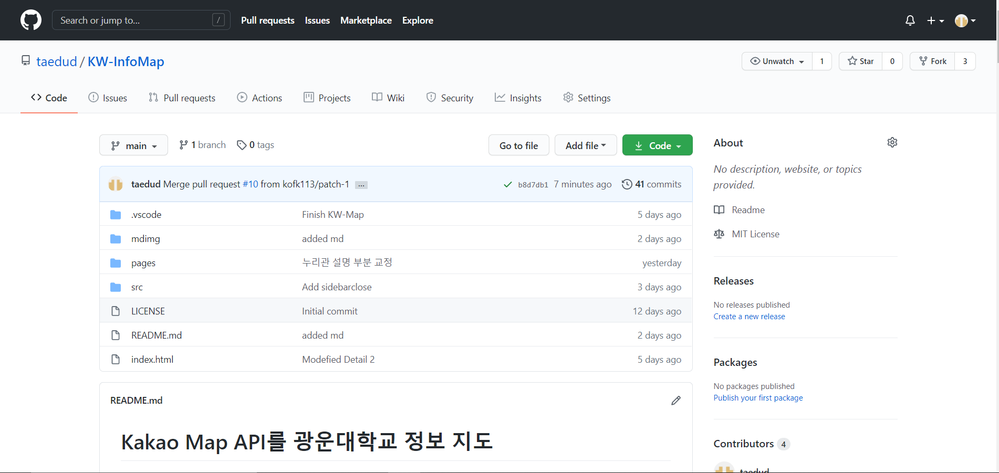 Search or jump to... /
Pull requests Issues Marketplace Explore
taedud / KW-InfoMap
Unwatch 1 Star 0 Fork 3
Code Issues Pull requests Actions Projects Wiki Security Insights Settings
main 1 branch 0 tags Go to file Add file Code
taedud Merge pull request #10 from kofk113/patch-1 ... b8d7db1 7 minutes ago 41 commits
.vscode Finish KW-Map 5 days ago
mdimg added md 2 days ago
pages 누리관 설명 부분 교정 yesterday
src Add sidebarclose 3 days ago
LICENSE Initial commit 12 days ago
README.md added md 2 days ago
index.html Modefied Detail 2 5 days ago
README.md
Kakao Map API를 광운대학교 정보 지도
About
No description, website, or topics
provided.
Readme
MIT License
Releases
No releases published
Create a new release
Packages
No packages published
Publish your first package
Contributors 4
taedud